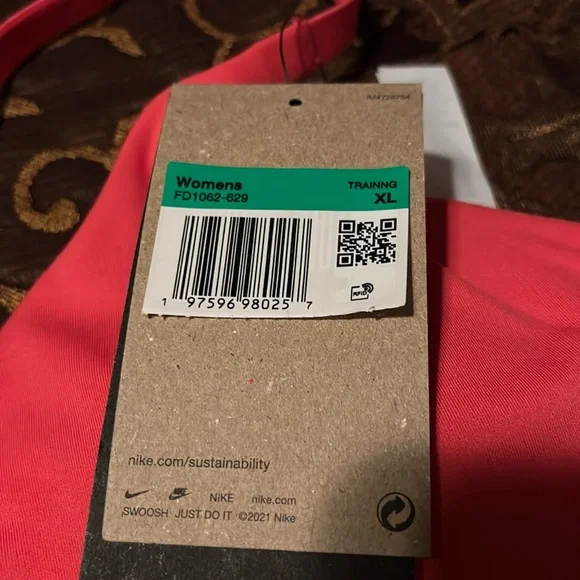 Womens
TRAINNG
FD1062-629
XL
1 97596 98025 7
RFID
nike.com/sustainability
NIKE nike.com
SWOOSH JUST DO IT ©2021 Nike